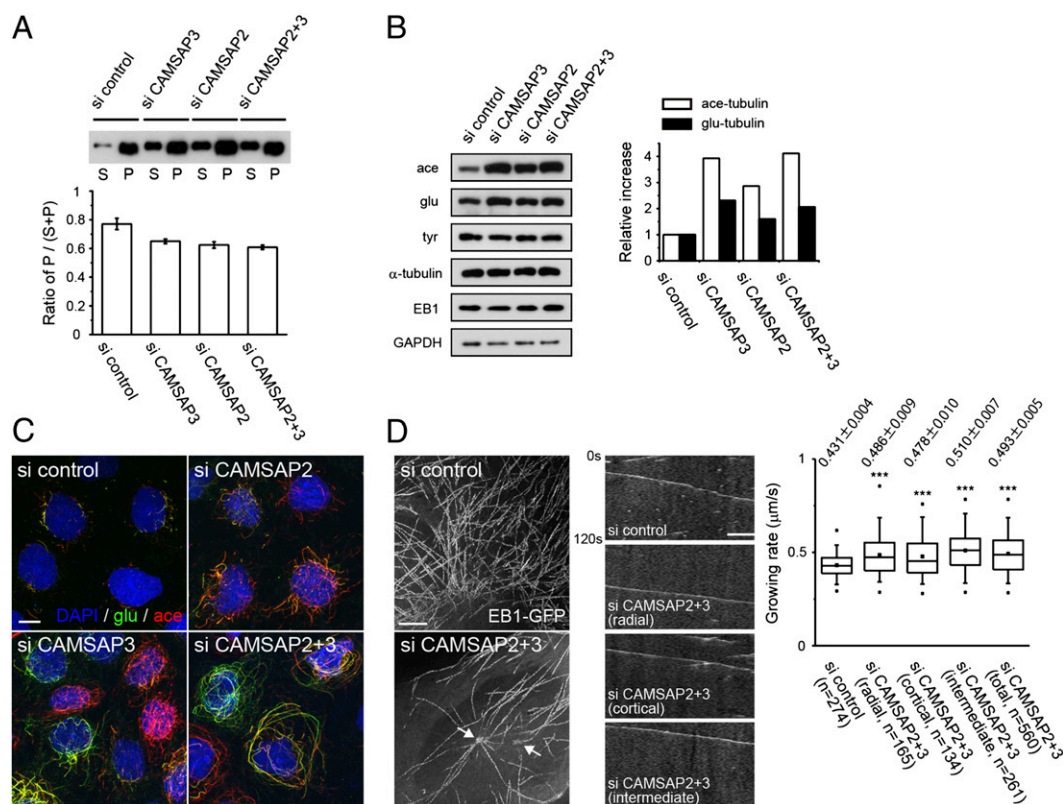 A
si control
si CAMSAP3
si CAMSAP2
si CAMSAP2+3
S P S P S P S P
Ratio of P / (S+P)
1
0.8
0.6
0.4
0.2
0
si control
si CAMSAP3
si CAMSAP2
si CAMSAP2+3
B
si control
si CAMSAP3
si CAMSAP2
si CAMSAP2+3
ace
glu
tyr
α-tubulin
EB1
GAPDH
ace-tubulin
glu-tubulin
Relative increase
4
3
2
1
0
si control
si CAMSAP3
si CAMSAP2
si CAMSAP2+3
C
si control
si CAMSAP2
DAPI / glu / ace
si CAMSAP3
si CAMSAP2+3
D
si control
EB1-GFP
si CAMSAP2+3
0s
120s
si control
si CAMSAP2+3
(radial)
si CAMSAP2+3
(cortical)
si CAMSAP2+3
(intermediate)
0.431±0.004
0.486±0.009
0.478±0.010
0.510±0.007
0.493±0.005
Growing rate (μm/s)
1
0.5
0
*** *** *** ***
si control
(n=274)
si CAMSAP2+3
(radial, n=165)
si CAMSAP2+3
(cortical, n=134)
si CAMSAP2+3
(intermediate, n=261)
si CAMSAP2+3
(total, n=560)